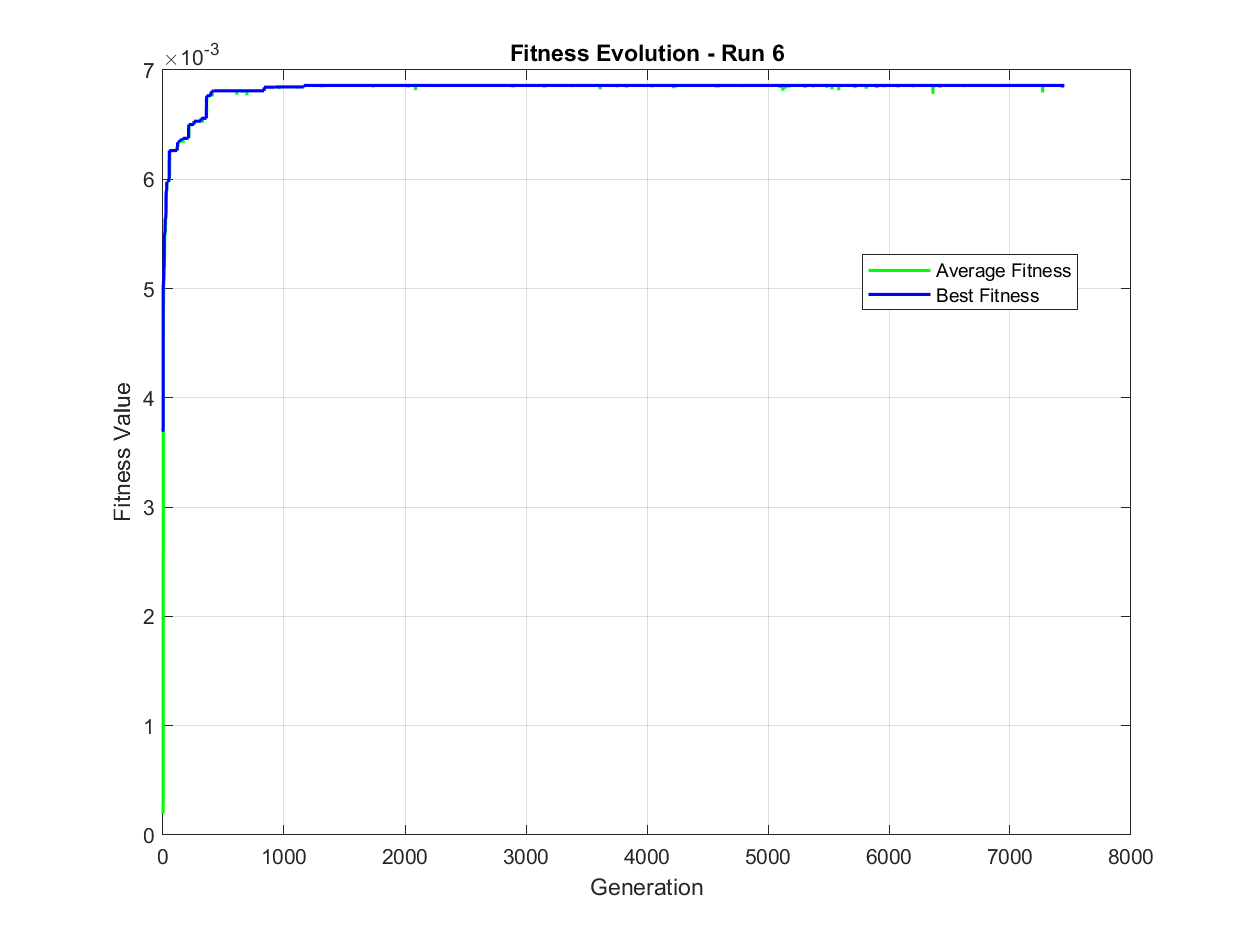 Fitness Evolution - Run 6
×10⁻³
7
6
5
4
3
2
1
0
Fitness Value
Average Fitness
Best Fitness
0 1000 2000 3000 4000 5000 6000 7000 8000
Generation